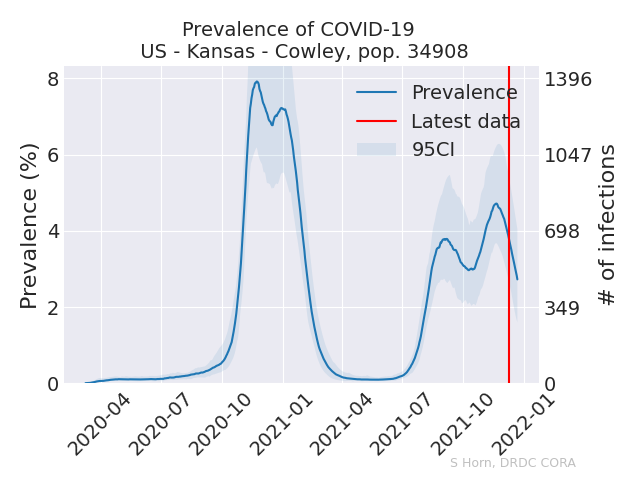 Prevalence of COVID-19
US - Kansas - Cowley, pop. 34908
Prevalence
Latest data
95CI
Prevalence (%)
8
6
4
2
0
# of infections
1396
1047
698
349
0
2020-04
2020-07
2020-10
2021-01
2021-04
2021-07
2021-10
2022-01
S Horn, DRDC CORA